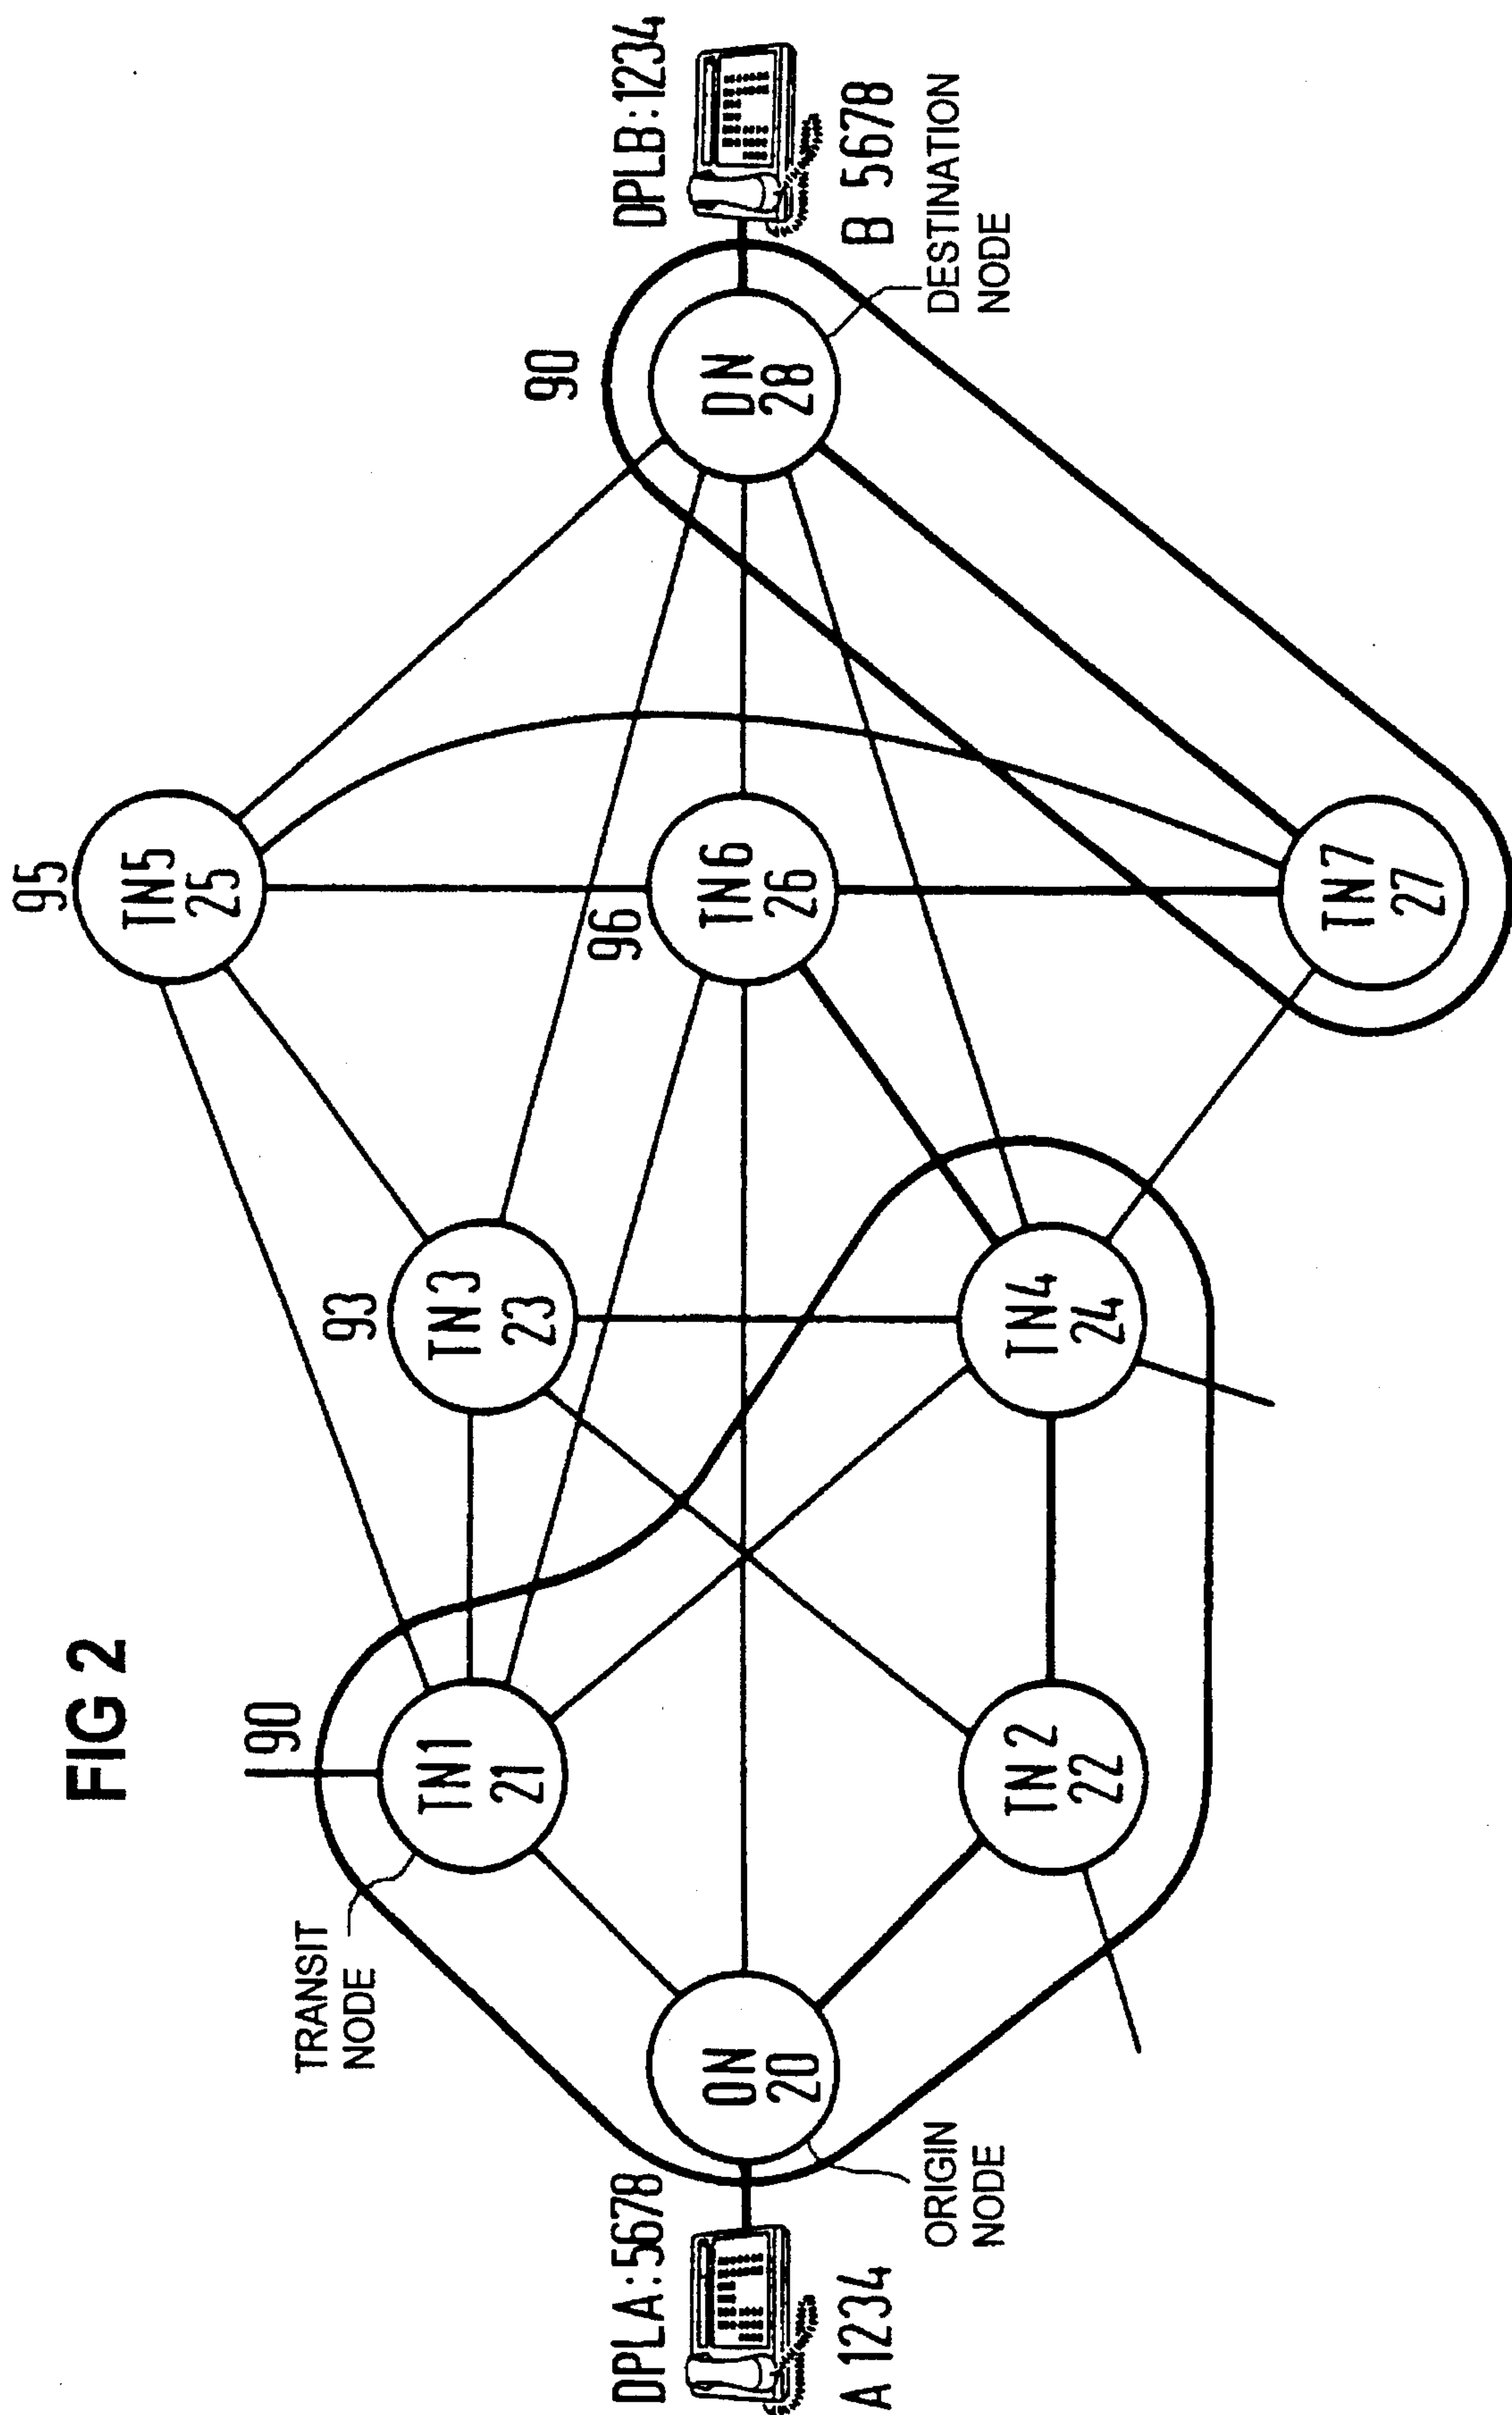 FIG 2
95
TN5
25
90
TRANSIT
NODE
TN1
21
93
TN3
23
90
DPLA:5678
A 1234
ON
20
ORIGIN
NODE
96
TN6
26
DN
28
DPLB:1234
B 5678
DESTINATION
NODE
TN2
22
TN4
24
TN7
27